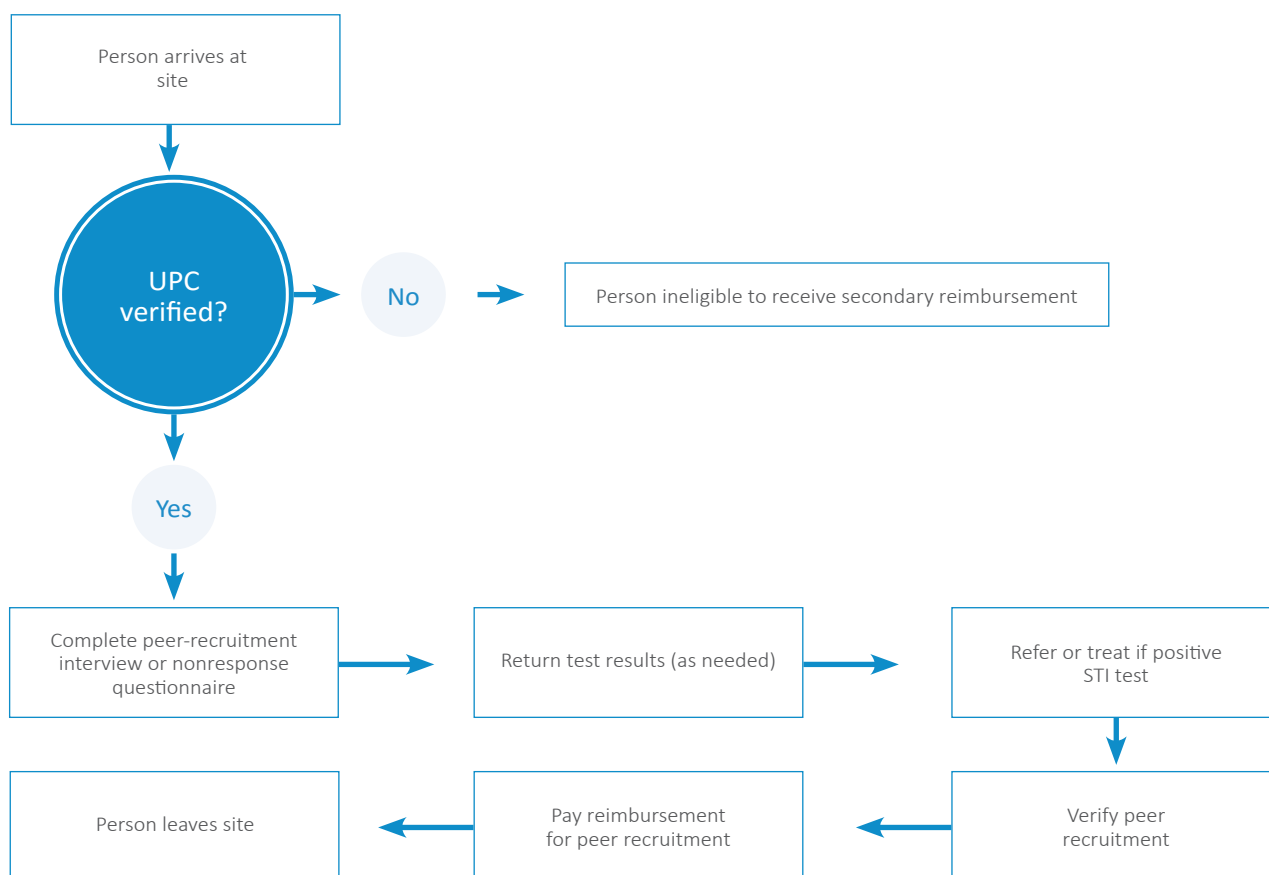 Person arrives at
site
UPC
verified?
No
Person ineligible to receive secondary reimbursement
Yes
Complete peer-recruitment
interview or nonresponse
questionnaire
Return test results (as needed)
Refer or treat if positive
STI test
Verify peer
recruitment
Pay reimbursement
for peer recruitment
Person leaves site